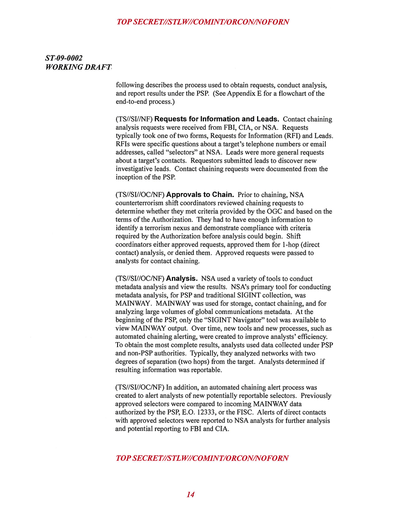 TOP SECRET//STLW//COMINT/ORCON/NOFORN
ST-09-0002
WORKING DRAFT
following describes the process used to obtain requests, conduct analysis,
and report results under the PSP. (See Appendix E for a flowchart of the
end-to-end process.)
(TS//SI//NF) Requests for Information and Leads. Contact chaining
analysis requests were received from FBI, CIA, or NSA. Requests
typically took one of two forms, Requests for Information (RFI) and Leads.
RFIs were specific questions about a target's telephone numbers or email
addresses, called "selectors" at NSA. Leads were more general requests
about a target's contacts. Requestors submitted leads to discover new
investigative leads. Contact chaining requests were documented from the
inception of the PSP.
(TS//SI//OC/NF) Approvals to Chain. Prior to chaining, NSA
counterterrorism shift coordinators reviewed chaining requests to
determine whether they met criteria provided by the OGC and based on the
terms of the Authorization. They had to have enough information to
identify a terrorism nexus and demonstrate compliance with criteria
required by the Authorization before analysis could begin. Shift
coordinators either approved requests, approved them for 1-hop (direct
contact) analysis, or denied them. Approved requests were passed to
analysts for contact chaining.
(TS//SI//OC/NF) Analysis. NSA used a variety of tools to conduct
metadata analysis and view the results. NSA's primary tool for conducting
metadata analysis, for PSP and traditional SIGINT collection, was
MAINWAY. MAINWAY was used for storage, contact chaining, and for
analyzing large volumes of global communications metadata. At the
beginning of the PSP, only the "SIGINT Navigator" tool was available to
view MAINWAY output. Over time, new tools and new processes, such as
automated chaining alerting, were created to improve analysts' efficiency.
To obtain the most complete results, analysts used data collected under PSP
and non-PSP authorities. Typically, they analyzed networks with two
degrees of separation (two hops) from the target. Analysts determined if
resulting information was reportable.
(TS//SI//OC/NF) In addition, an automated chaining alert process was
created to alert analysts of new potentially reportable selectors. Previously
approved selectors were compared to incoming MAINWAY data
authorized by the PSP, E.O. 12333, or the FISC. Alerts of direct contacts
with approved selectors were reported to NSA analysts for further analysis
and potential reporting to FBI and CIA.
TOP SECRET//STLW//COMINT/ORCON/NOFORN
14